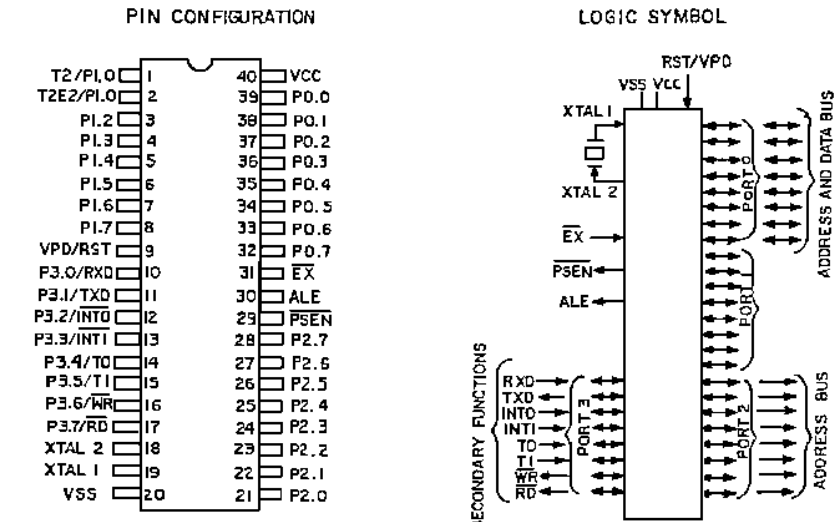 PIN CONFIGURATION
T2/P1.0 1 40 VCC
T2E2/P1.0 2 39 P0.0
P1.2 3 38 P0.1
P1.3 4 37 P0.2
P1.4 5 36 P0.3
P1.5 6 35 P0.4
P1.6 7 34 P0.5
P1.7 8 33 P0.6
VPD/RST 9 32 P0.7
P3.0/RXD 10 31 EX
P3.1/TXD 11 30 ALE
P3.2/INT0 12 29 PSEN
P3.3/INT1 13 28 P2.7
P3.4/T0 14 27 P2.6
P3.5/T1 15 26 P2.5
P3.6/WR 16 25 P2.4
P3.7/RD 17 24 P2.3
XTAL 2 18 23 P2.2
XTAL 1 19 22 P2.1
VSS 20 21 P2.0
LOGIC SYMBOL
RST/VPD
VSS VCC
XTAL 1
XTAL 2
EX
PSEN
ALE
PORT 0
ADDRESS AND DATA BUS
PORT 1
SECONDARY FUNCTIONS
RXD
TXD
INT0
INT1
T0
T1
WR
RD
PORT 3
PORT 2
ADDRESS BUS